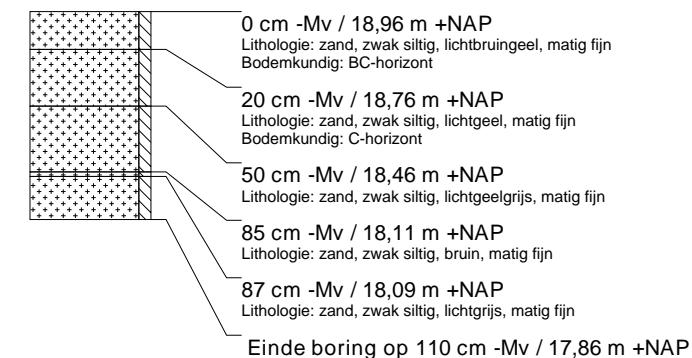 0 cm -Mv / 18,96 m +NAP
Lithologie: zand, zwak siltig, lichtbruingeel, matig fijn
Bodemkundig: BC-horizont
20 cm -Mv / 18,76 m +NAP
Lithologie: zand, zwak siltig, lichtgeel, matig fijn
Bodemkundig: C-horizont
50 cm -Mv / 18,46 m +NAP
Lithologie: zand, zwak siltig, lichtgeelgrijs, matig fijn
85 cm -Mv / 18,11 m +NAP
Lithologie: zand, zwak siltig, bruin, matig fijn
87 cm -Mv / 18,09 m +NAP
Lithologie: zand, zwak siltig, lichtgrijs, matig fijn
Einde boring op 110 cm -Mv / 17,86 m +NAP